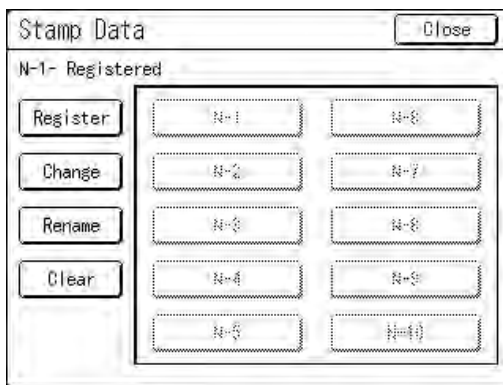 Stamp Data Close
N-1- Registered
Register N-1 N-6
Change N-2 N-7
Rename N-3 N-8
Clear N-4 N-9
N-5 N-10